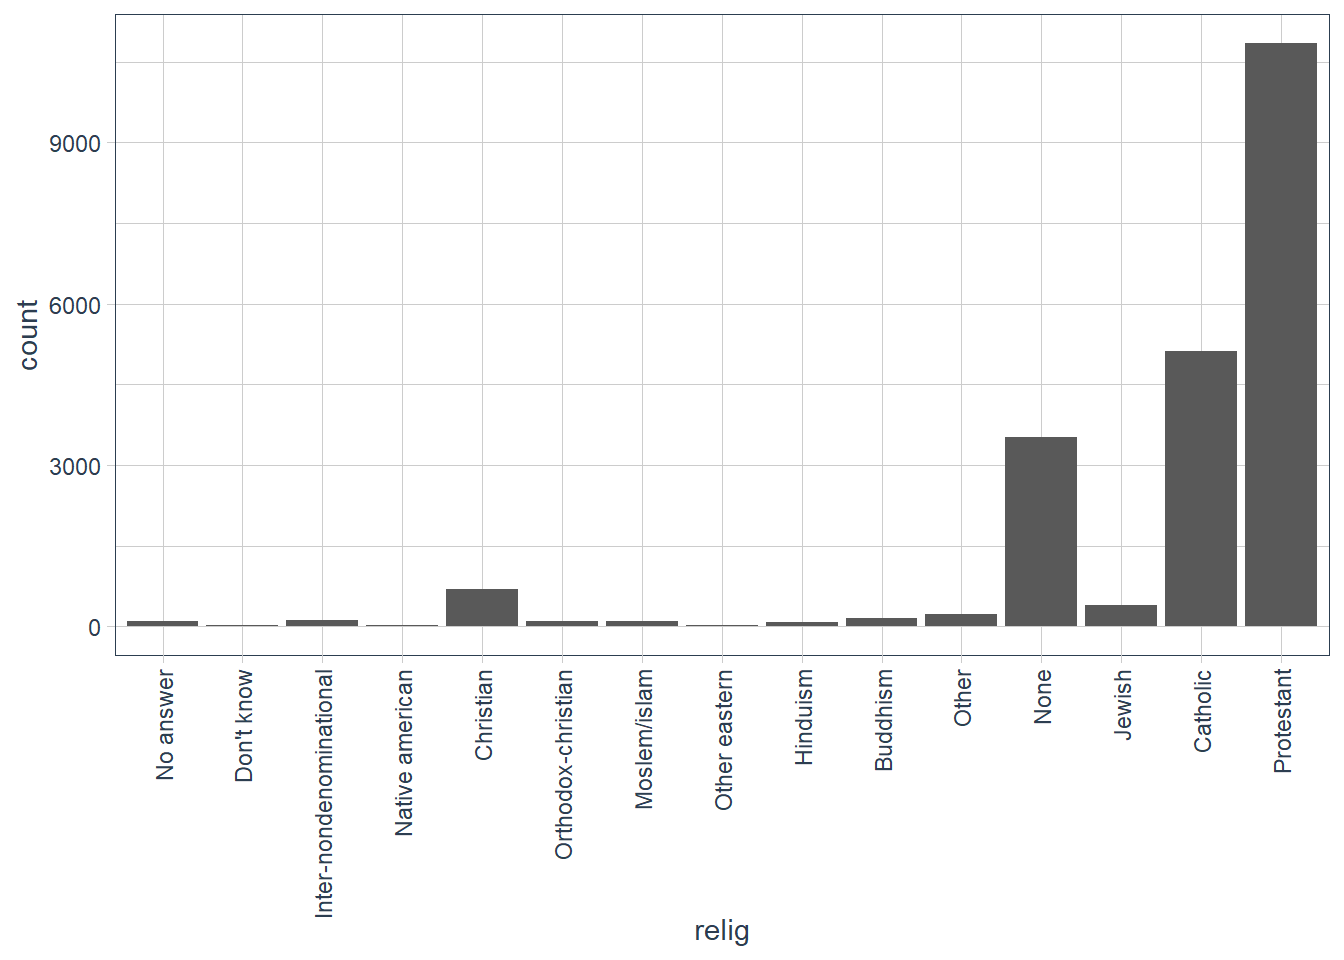 count
9000
6000
3000
0
No answer
Don't know
Inter-nondenominational
Native american
Christian
Orthodox-christian
Moslem/islam
Other eastern
Hinduism
Buddhism
Other
None
Jewish
Catholic
Protestant
relig